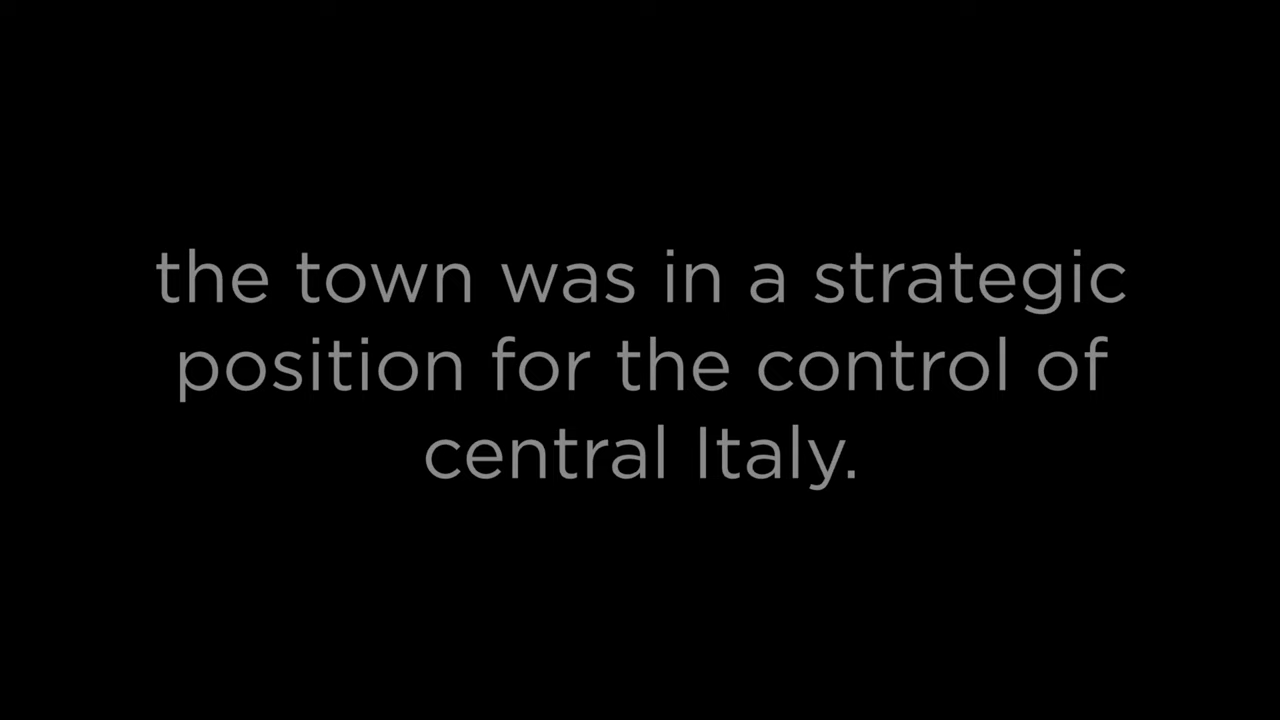 the town was in a strategic
position for the control of
central Italy.